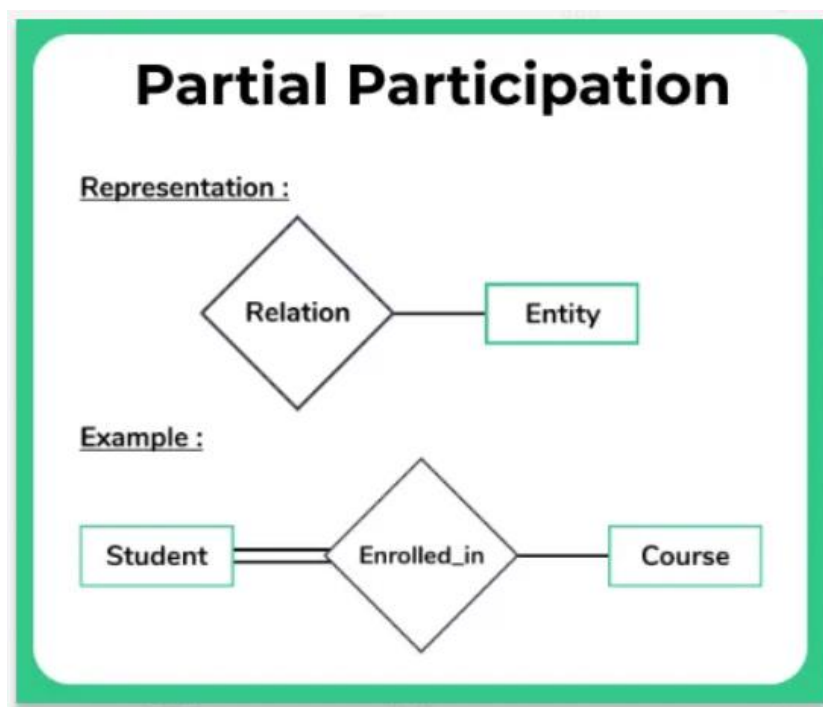 Partial Participation
Representation :
Relation
Entity
Example :
Student
Enrolled_in
Course